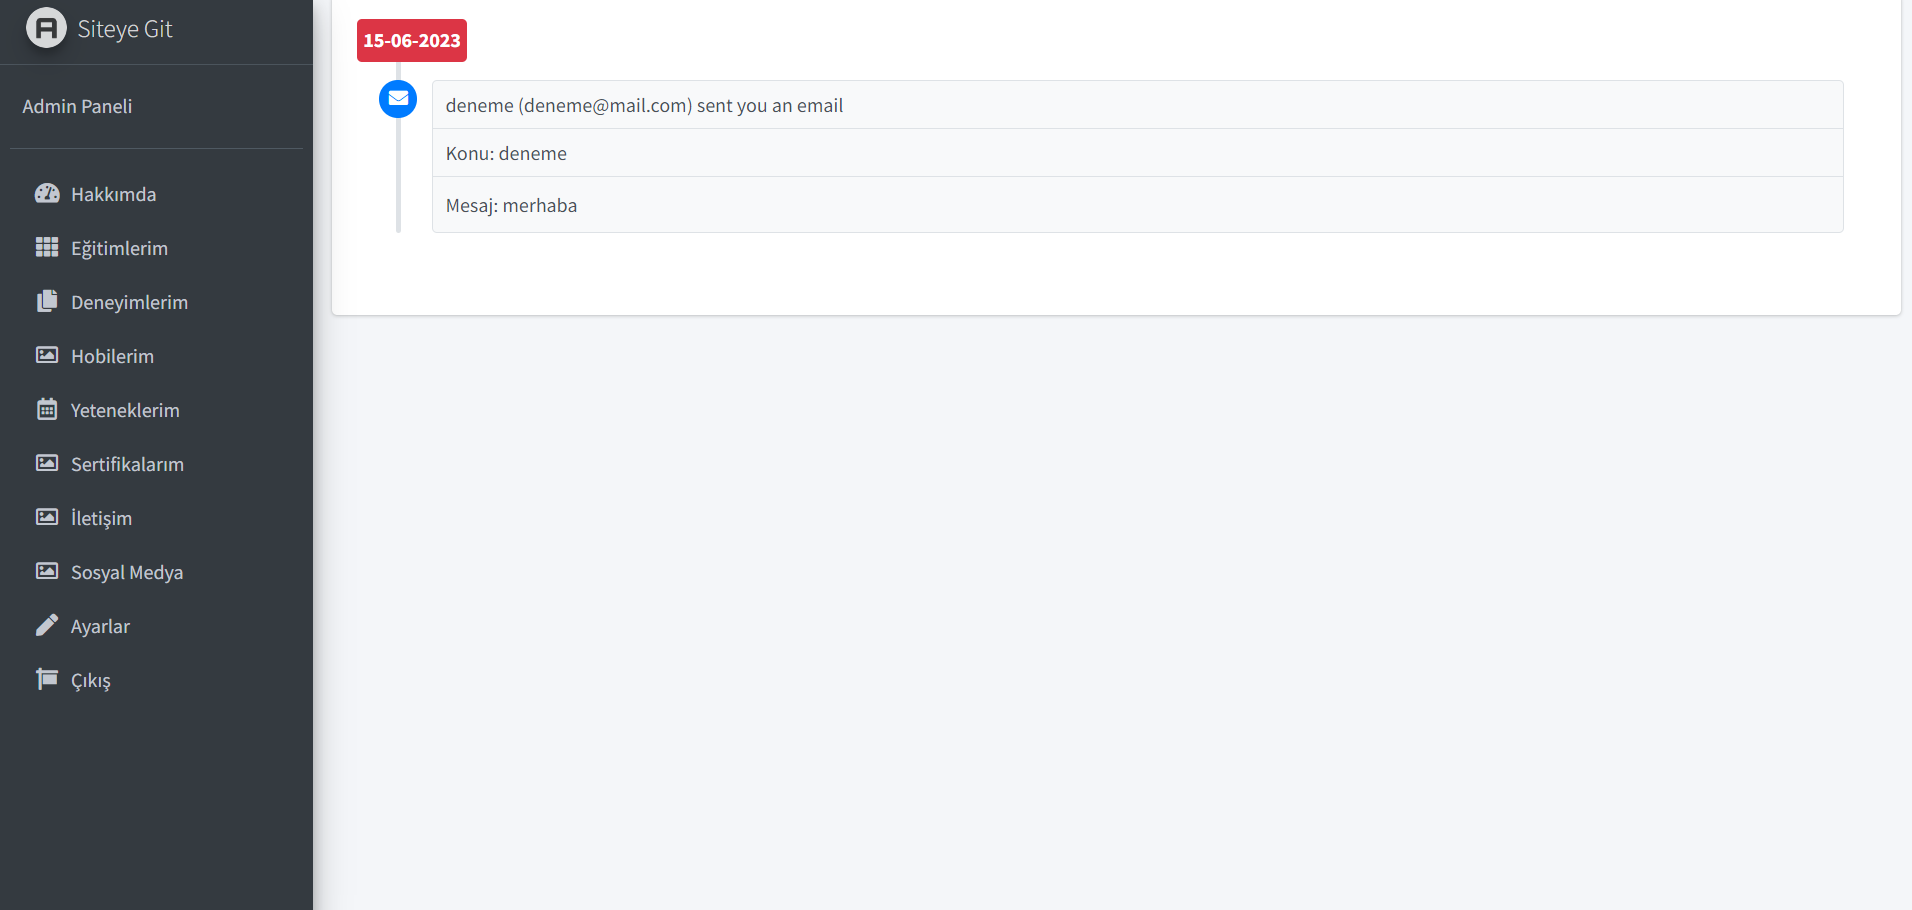 Siteye Git
Admin Paneli
Hakkımda
Eğitimlerim
Deneyimlerim
Hobilerim
Yeteneklerim
Sertifikalarım
İletişim
Sosyal Medya
Ayarlar
Çıkış
15-06-2023
deneme (deneme@mail.com) sent you an email
Konu: deneme
Mesaj: merhaba